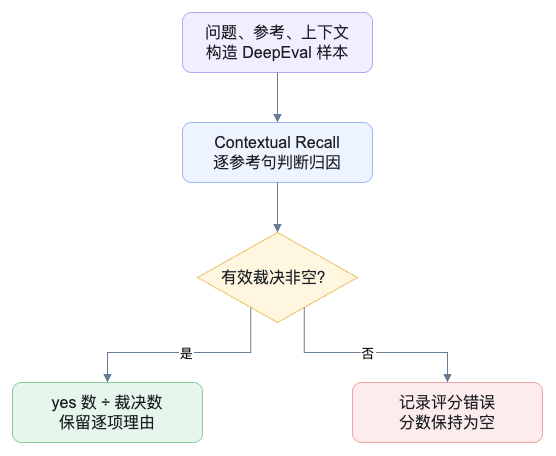 问题、参考、上下文
构造 DeepEval 样本
Contextual Recall
逐参考句判断归因
有效裁决非空?
是
否
yes 数 ÷ 裁决数
保留逐项理由
记录评分错误
分数保持为空